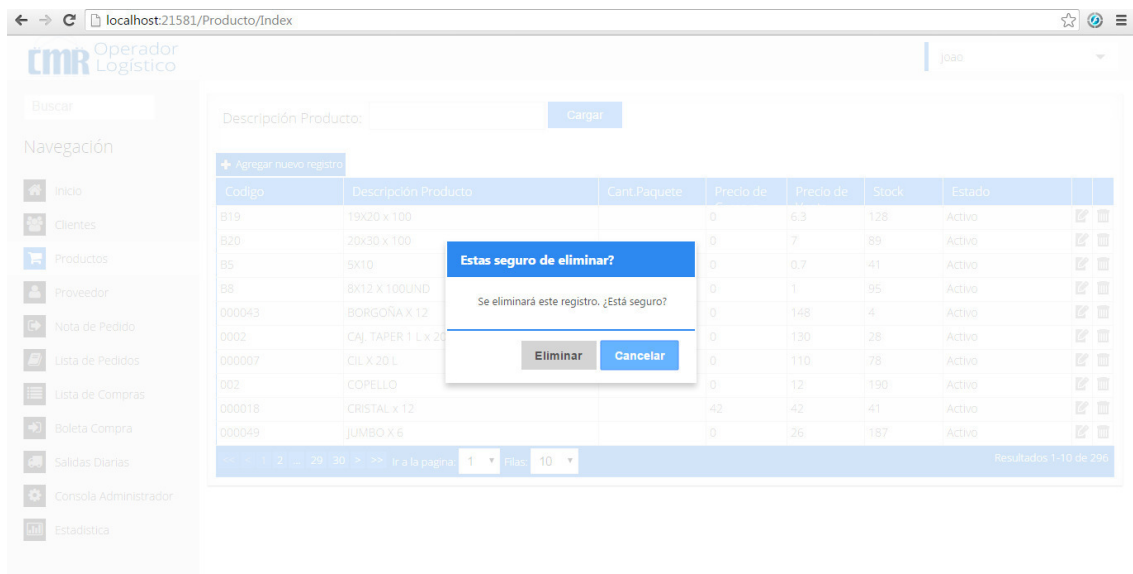 localhost:21581/Producto/Index
CMR Operador Logístico
joao
Buscar
Navegación
Inicio
Clientes
Productos
Proveedor
Nota de Pedido
Lista de Pedidos
Lista de Compras
Boleta Compra
Salidas Diarias
Consola Administrador
Estadística
Descripción Producto: Cargar
Agregar nuevo registro
Codigo Descripción Producto Cant.Paquete Precio de Precio de Stock Estado
B19 19X20 x 100 0 6.3 128 Activo
B20 20x30 x 100 0 7 89 Activo
B5 5X10 0 0.7 41 Activo
B8 8X12 X 100UND 0 1 95 Activo
000043 BORGOÑA X 12 0 148 4 Activo
0002 CAJ. TAPER 1 L x 20 0 130 28 Activo
000007 CIL X 20 L 0 110 78 Activo
002 COPELLO 0 12 190 Activo
000018 CRISTAL x 12 42 42 41 Activo
000049 JUMBO X 6 0 26 187 Activo
<< < 1 2 ... 29 30 > >> Ir a la pagina: 1 Filas: 10 Resultados 1-10 de 296
Estas seguro de eliminar?
Se eliminará este registro. ¿Está seguro?
Eliminar Cancelar